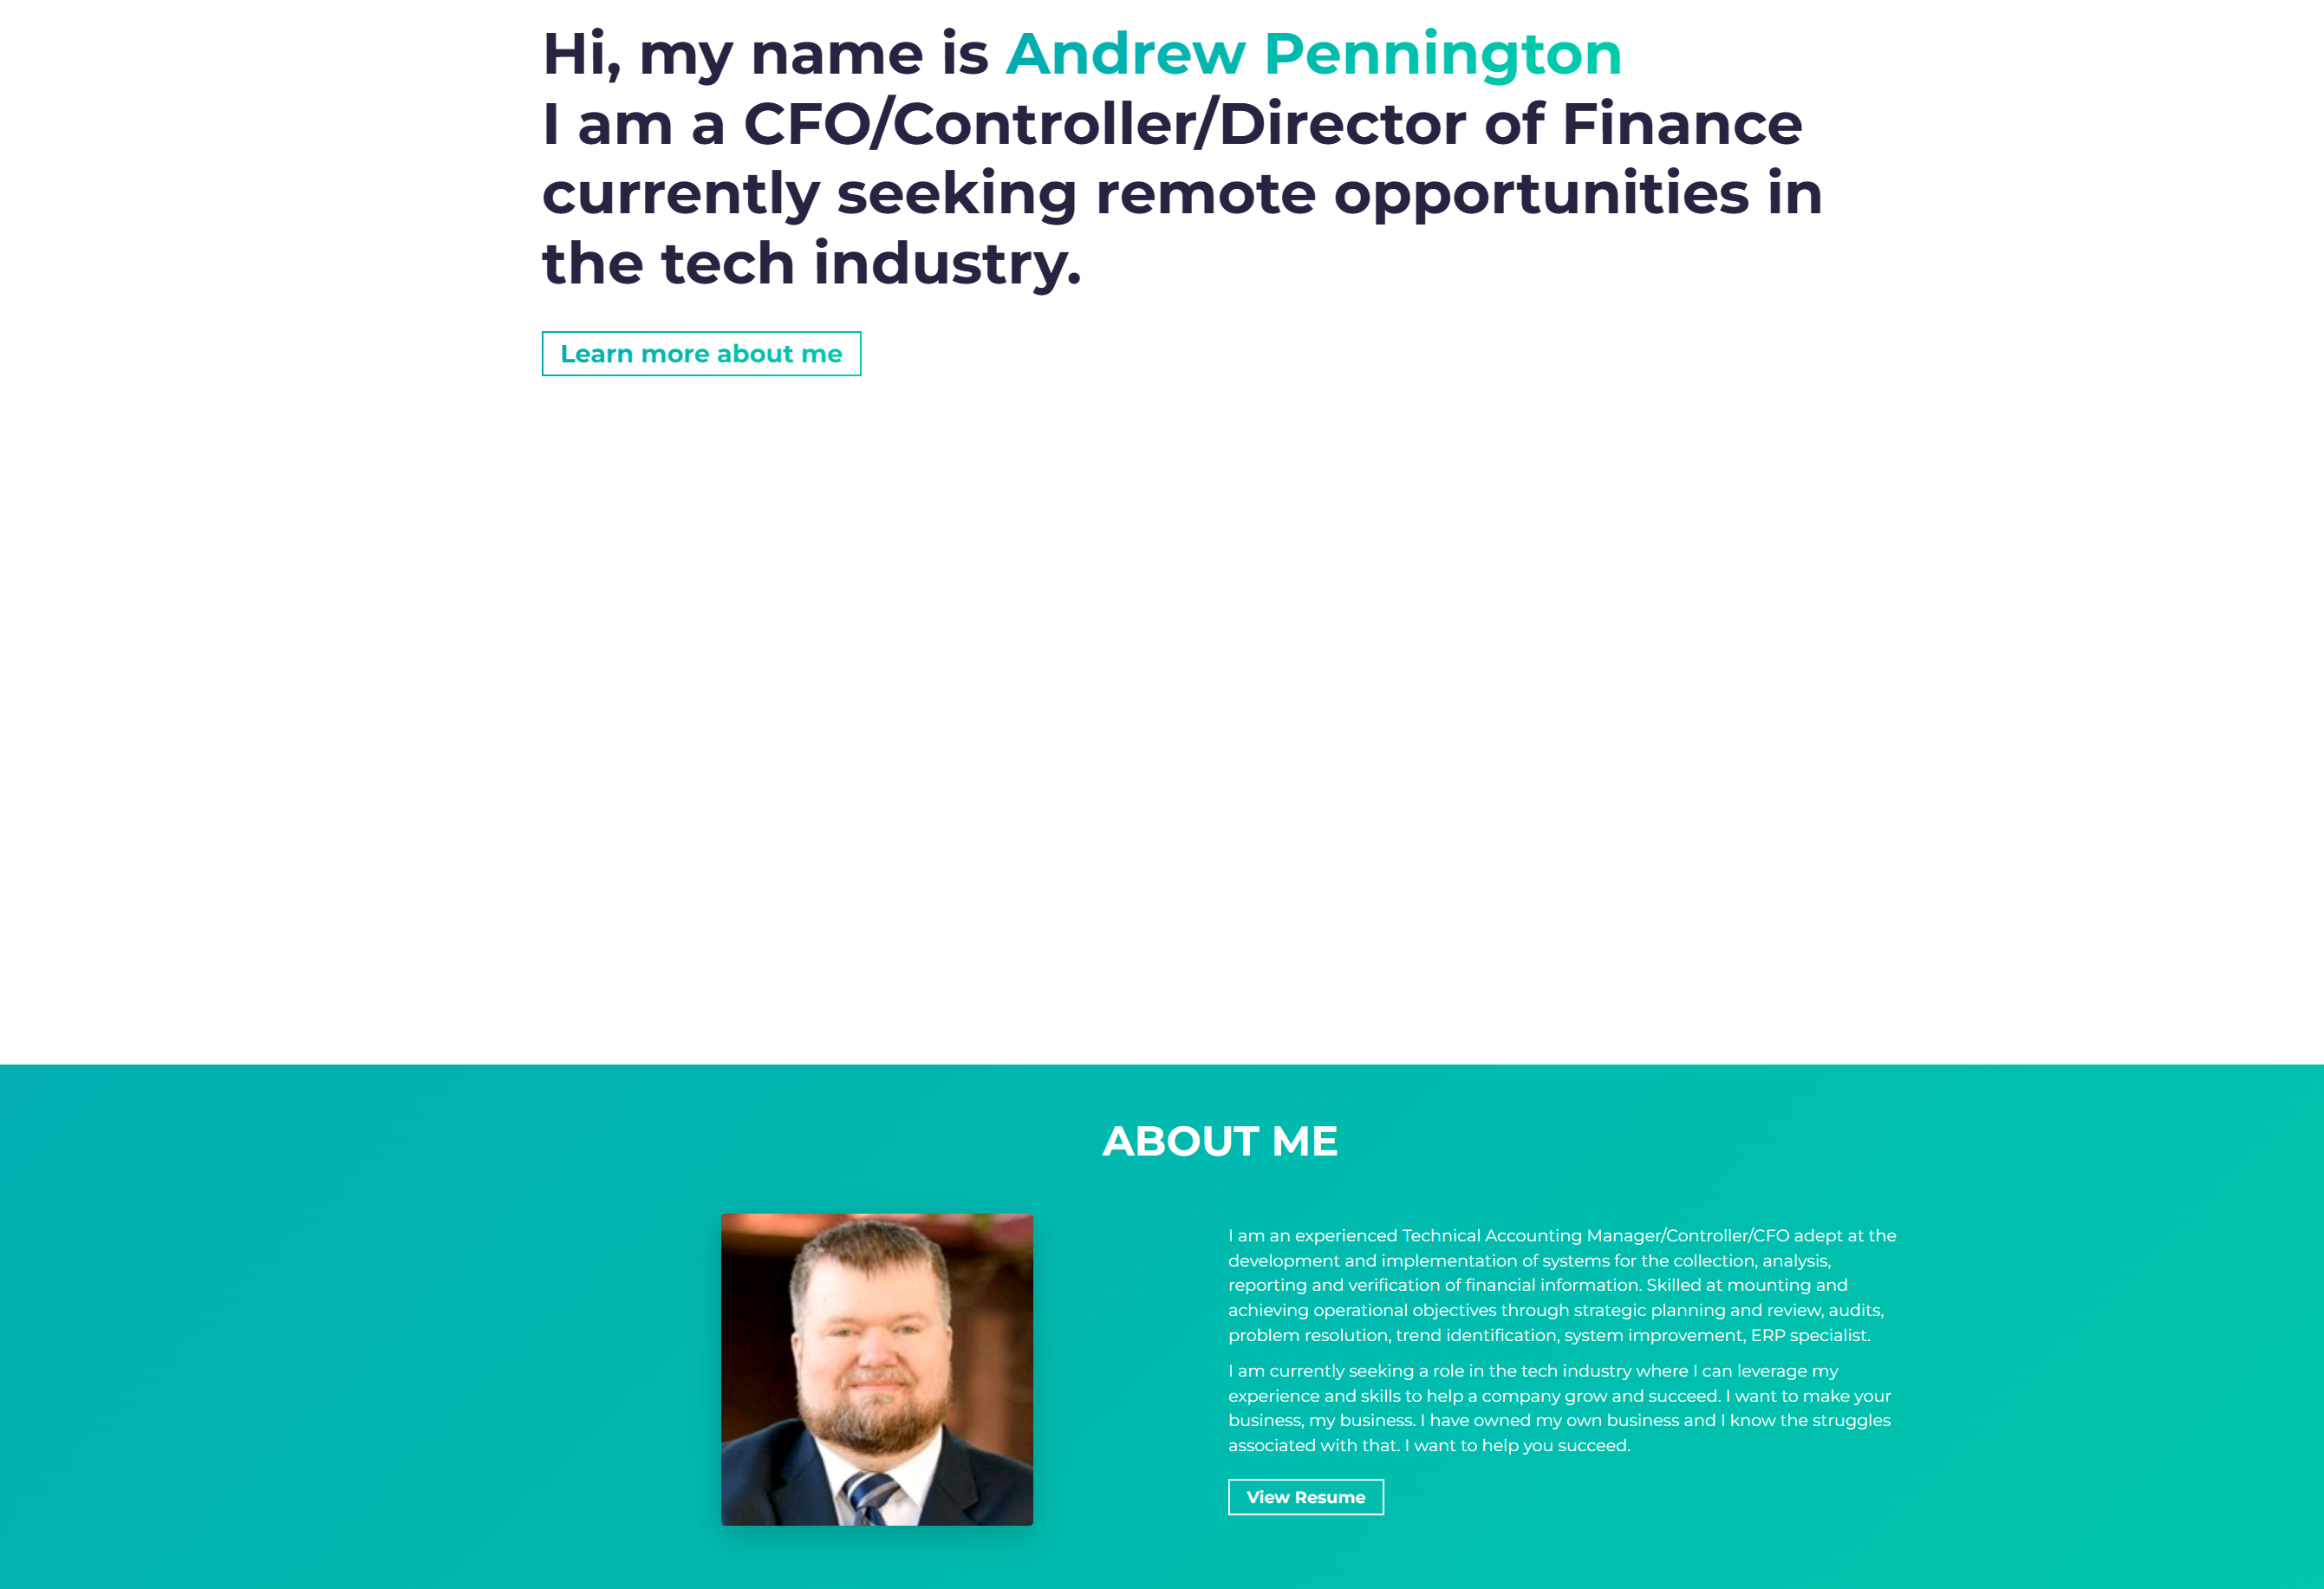 Hi, my name is Andrew Pennington
I am a CFO/Controller/Director of Finance
currently seeking remote opportunities in
the tech industry.
Learn more about me
ABOUT ME
I am an experienced Technical Accounting Manager/Controller/CFO adept at the
development and implementation of systems for the collection, analysis,
reporting and verification of financial information. Skilled at mounting and
achieving operational objectives through strategic planning and review, audits,
problem resolution, trend identification, system improvement, ERP specialist.
I am currently seeking a role in the tech industry where I can leverage my
experience and skills to help a company grow and succeed. I want to make your
business, my business. I have owned my own business and I know the struggles
associated with that. I want to help you succeed.
View Resume